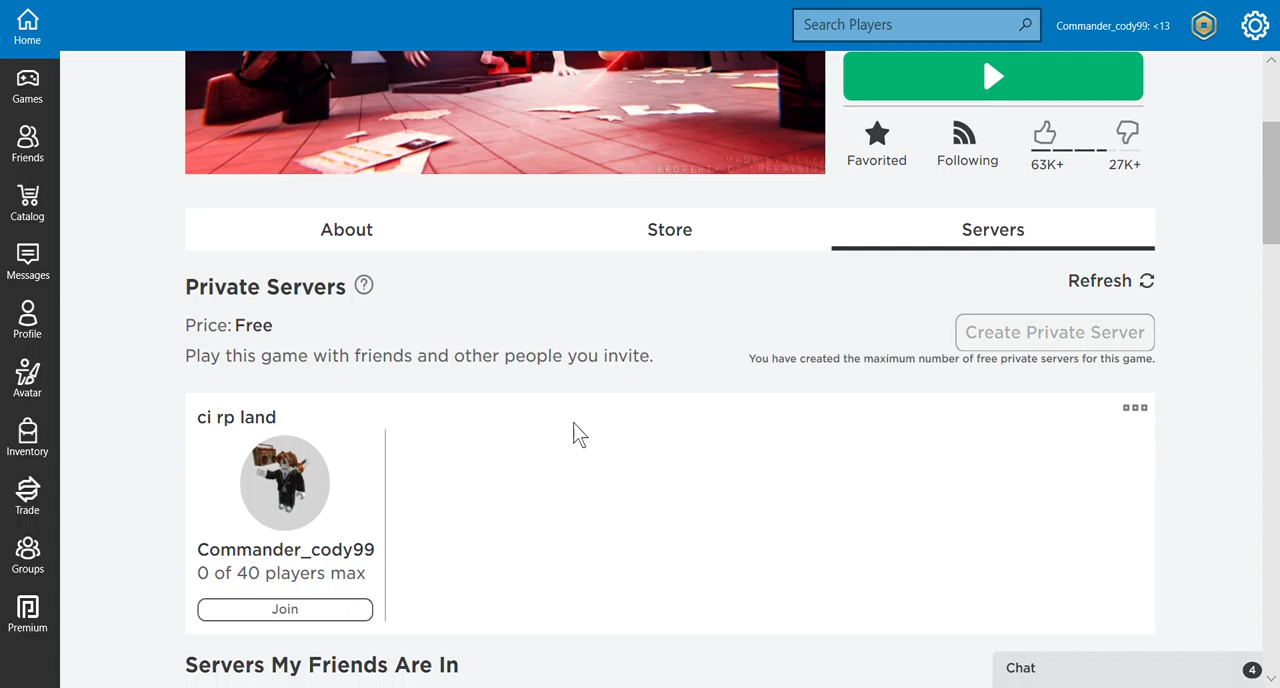 Home
Search Players
Commander_cody99: <13
Games
Friends
Catalog
Messages
Profile
Avatar
Inventory
Trade
Groups
Premium
Favorited
Following
63K+
27K+
About
Store
Servers
Private Servers
Refresh
Price: Free
Create Private Server
Play this game with friends and other people you invite.
You have created the maximum number of free private servers for this game.
ci rp land
Commander_cody99
0 of 40 players max
Join
Servers My Friends Are In
Chat
4